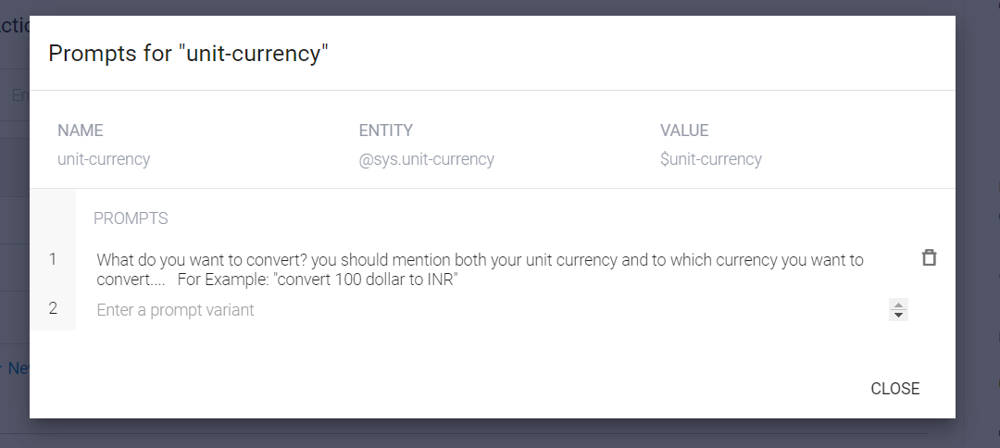 Prompts for "unit-currency"
NAME ENTITY VALUE
unit-currency @sys.unit-currency $unit-currency
PROMPTS
1 What do you want to convert? you should mention both your unit currency and to which currency you want to
convert.... For Example: "convert 100 dollar to INR"
2 Enter a prompt variant
CLOSE